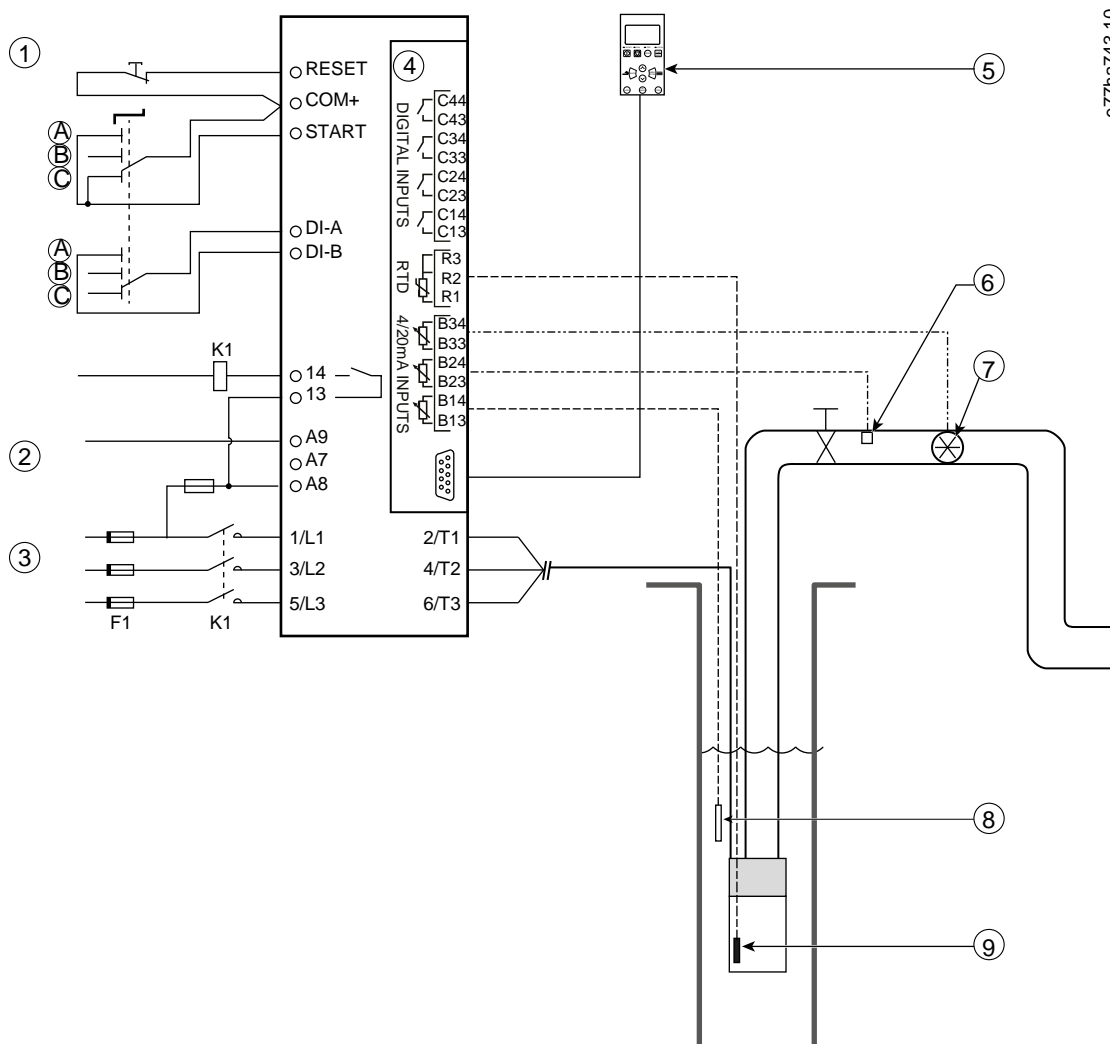 1
RESET
COM+
START
A
B
C
A
B
C
DI-A
DI-B
K1
14
13
2
A9
A7
A8
3
1/L1
3/L2
5/L3
F1
K1
2/T1
4/T2
6/T3
4
DIGITAL INPUTS
C44
C43
C34
C33
C24
C23
C14
C13
RTD
R3
R2
R1
4/20mA INPUTS
B34
B33
B24
B23
B14
B13
5
6
7
8
9